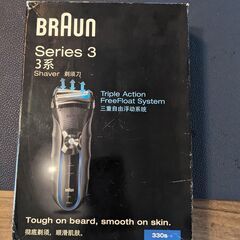 BRAUN
Series 3
3系
Shaver 剃须刀
Triple Action
FreeFloat System
三重自由浮动系统
BRAUN
Tough on beard, smooth on skin.
彻底剃须, 顺滑肌肤。
330s